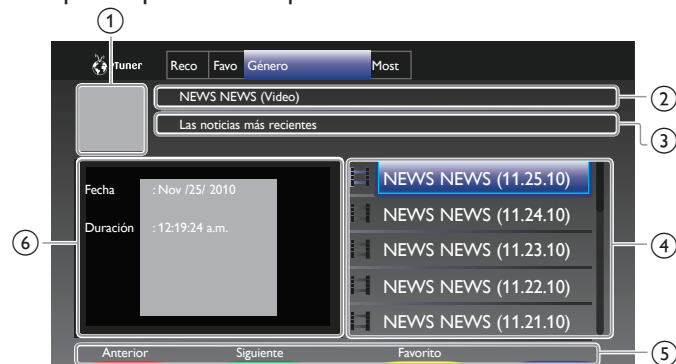 1
vTuner Reco Favo Género Most
NEWS NEWS (Video)
2
Las noticias más recientes
3
Fecha : Nov /25/ 2010
Duración : 12:19:24 a.m.
6
NEWS NEWS (11.25.10)
NEWS NEWS (11.24.10)
NEWS NEWS (11.23.10)
NEWS NEWS (11.22.10)
NEWS NEWS (11.21.10)
4
Anterior Siguiente Favorito
5